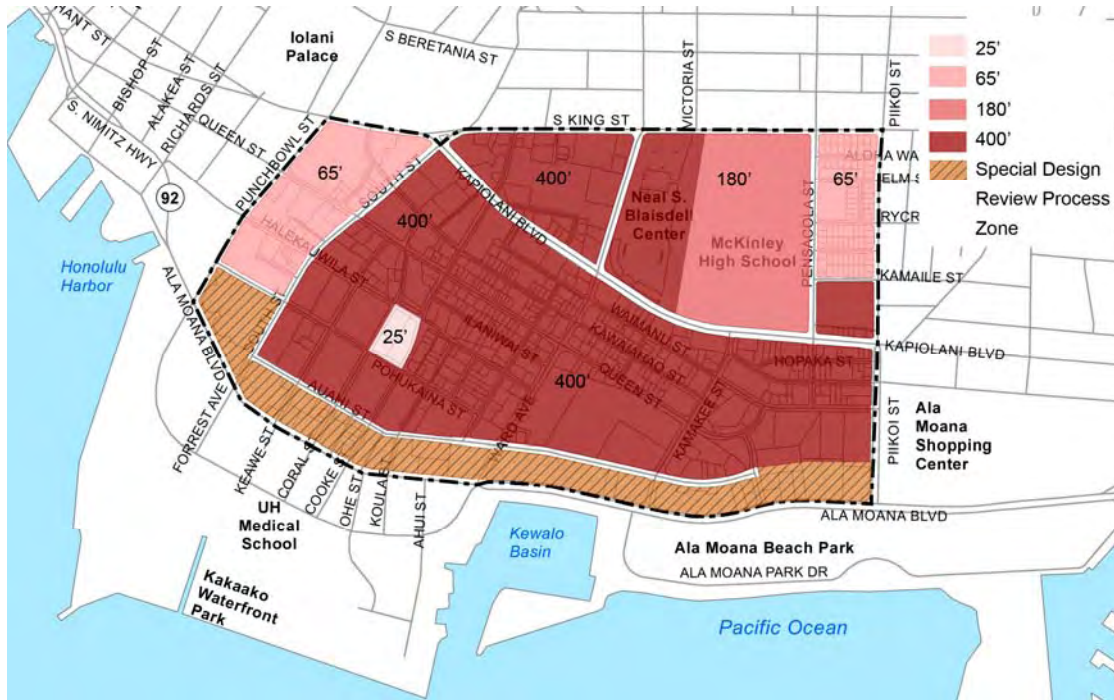 Iolani
Palace
S BERETANIA ST
BISHOP ST
ALAKEA ST
RICHARDS ST
S. NIMITZ HWY
QUEEN ST
PUNCHBOWL ST
VICTORIA ST
PIIKOI ST
25'
65'
180'
400'
Special Design
Review Process
Zone
S KING ST
92
65'
SOUTH ST
400'
KAPIOLANI BLVD
400'
Neal S.
Blaisdell
Center
180'
McKinley
High School
PENSACOLA ST
65'
KAMAILE ST
HALEKAUWILA ST
Honolulu
Harbor
ALA MOANA BLVD
25'
ILANIWAI ST
WAIMANU ST
KAWAIAHAO ST
QUEEN ST
HOPAKA ST
KAPIOLANI BLVD
POHUKAINA ST
400'
AUAHI ST
KAMAKEE ST
PIIKOI ST
Ala
Moana
Shopping
Center
FORREST AVE
KEAWE ST
COOKE S
OHE ST
KOULA ST
AHUI ST
UH
Medical
School
Kewalo
Basin
ALA MOANA BLVD
Ala Moana Beach Park
ALA MOANA PARK DR
Kakaako
Waterfront
Park
Pacific Ocean